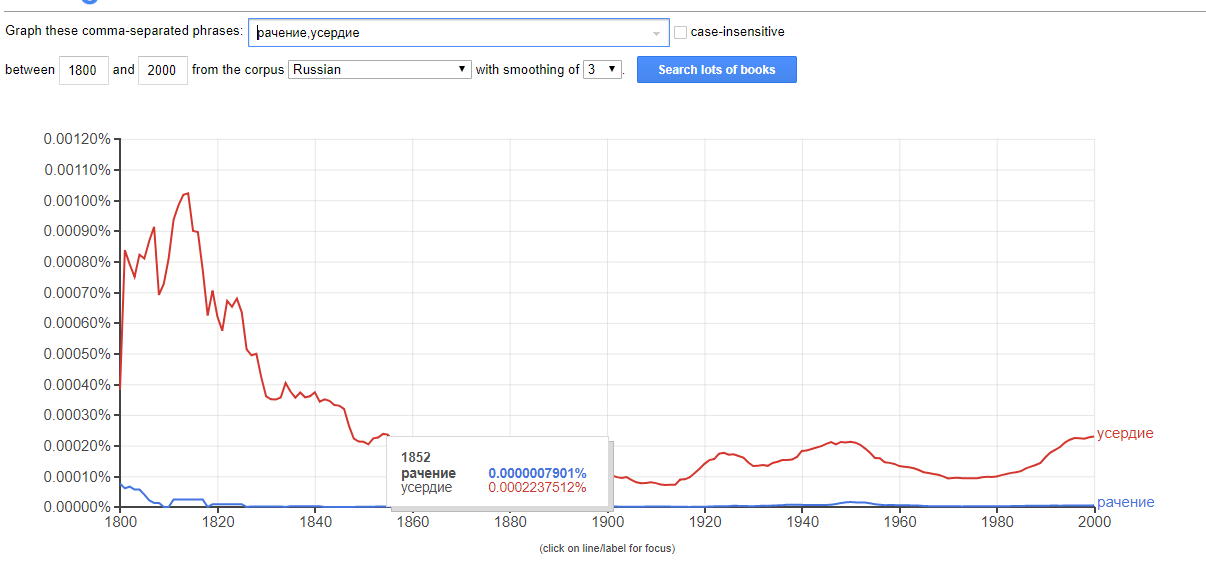 Graph these comma-separated phrases: рачение,усердие case-insensitive
between 1800 and 2000 from the corpus Russian with smoothing of 3 . Search lots of books
0.00120%
0.00110%
0.00100%
0.00090%
0.00080%
0.00070%
0.00060%
0.00050%
0.00040%
0.00030%
0.00020%
0.00010%
0.00000%
усердие
1852
рачение 0.0000007901%
усердие 0.0002237512%
рачение
1800 1820 1840 1860 1880 1900 1920 1940 1960 1980 2000
(click on line/label for focus)